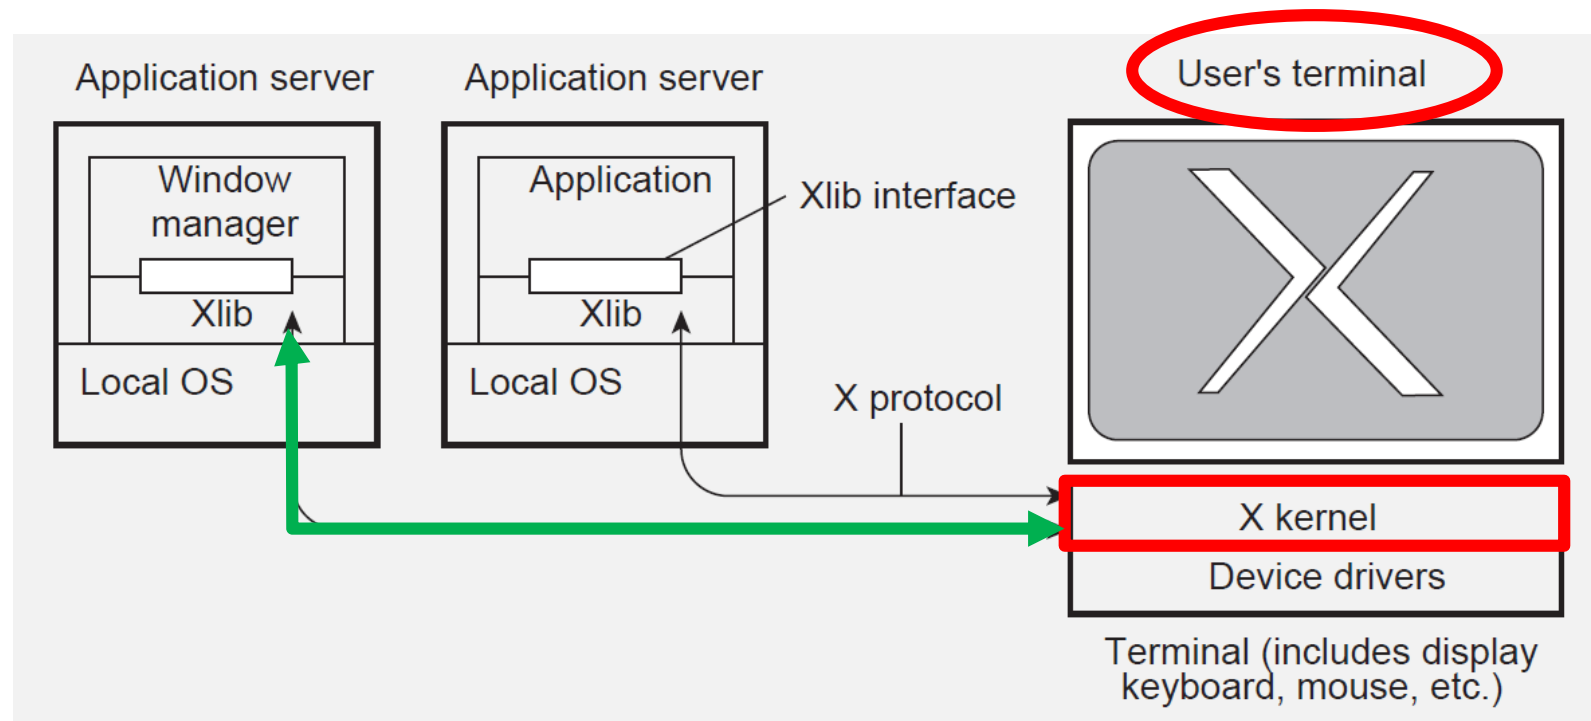 Application server
Application server
User's terminal
Window
manager
Application
Xlib interface
Xlib
Xlib
Local OS
Local OS
X protocol
X kernel
Device drivers
Terminal (includes display
keyboard, mouse, etc.)